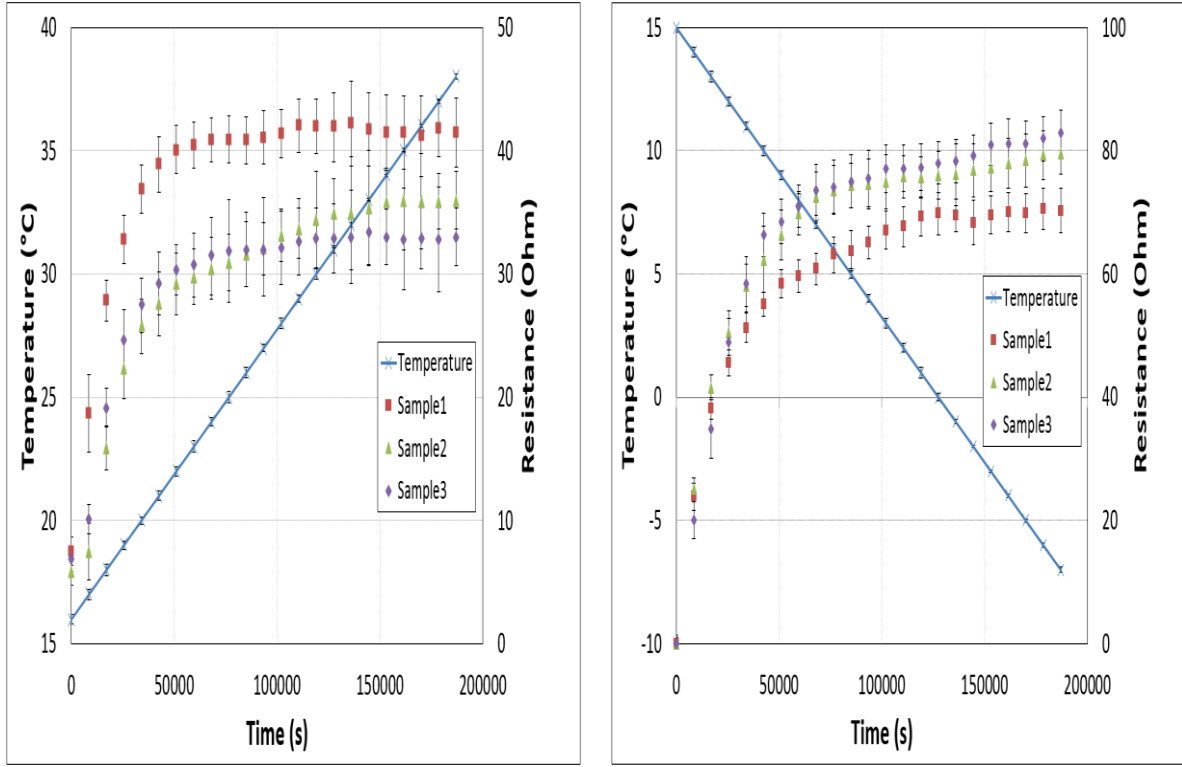 40
35
30
25
20
15
Temperature (°C)
50
40
30
20
10
0
Resistance (Ohm)
Temperature
Sample1
Sample2
Sample3
0 50000 100000 150000 200000
Time (s)
15
10
5
0
-5
-10
Temperature (°C)
100
80
60
40
20
0
Resistance (Ohm)
Temperature
Sample1
Sample2
Sample3
0 50000 100000 150000 200000
Time (s)